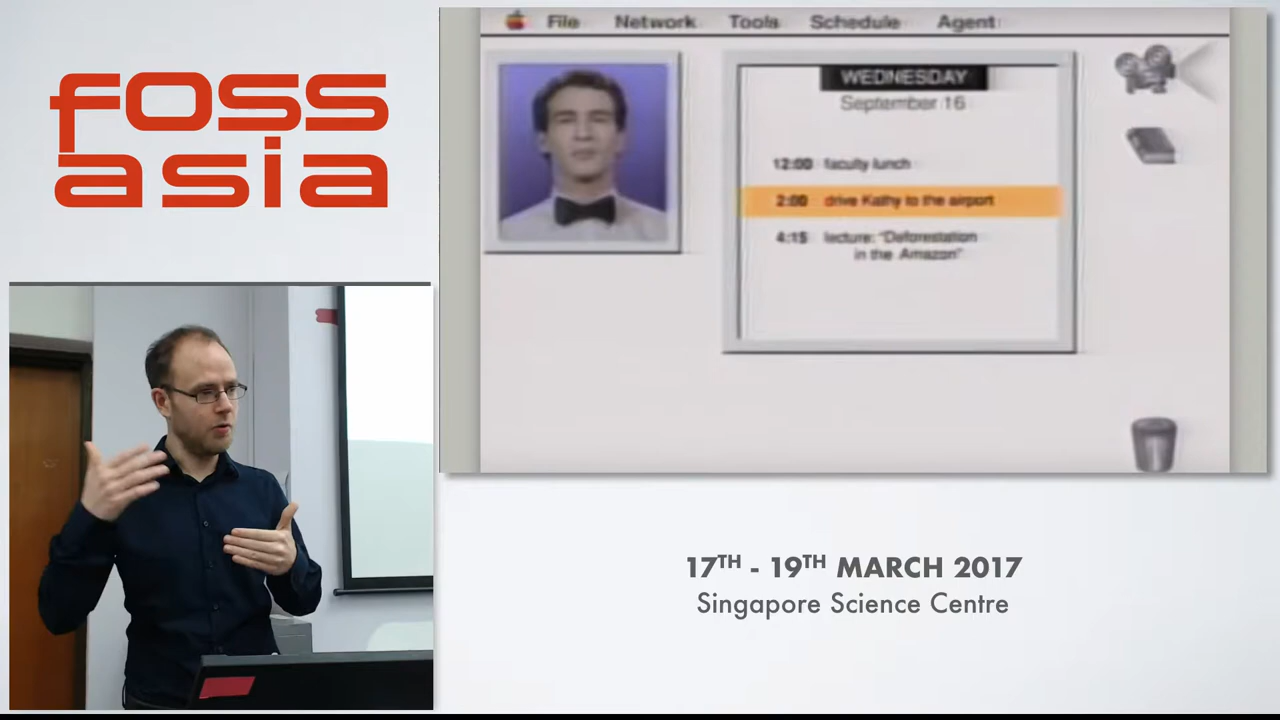 foss
asia
File Network Tools Schedule Agent
WEDNESDAY
September 16
12:00 faculty lunch
2:00 drive Kathy to the airport
4:15 lecture: "Deforestation
in the Amazon"
17TH - 19TH MARCH 2017
Singapore Science Centre